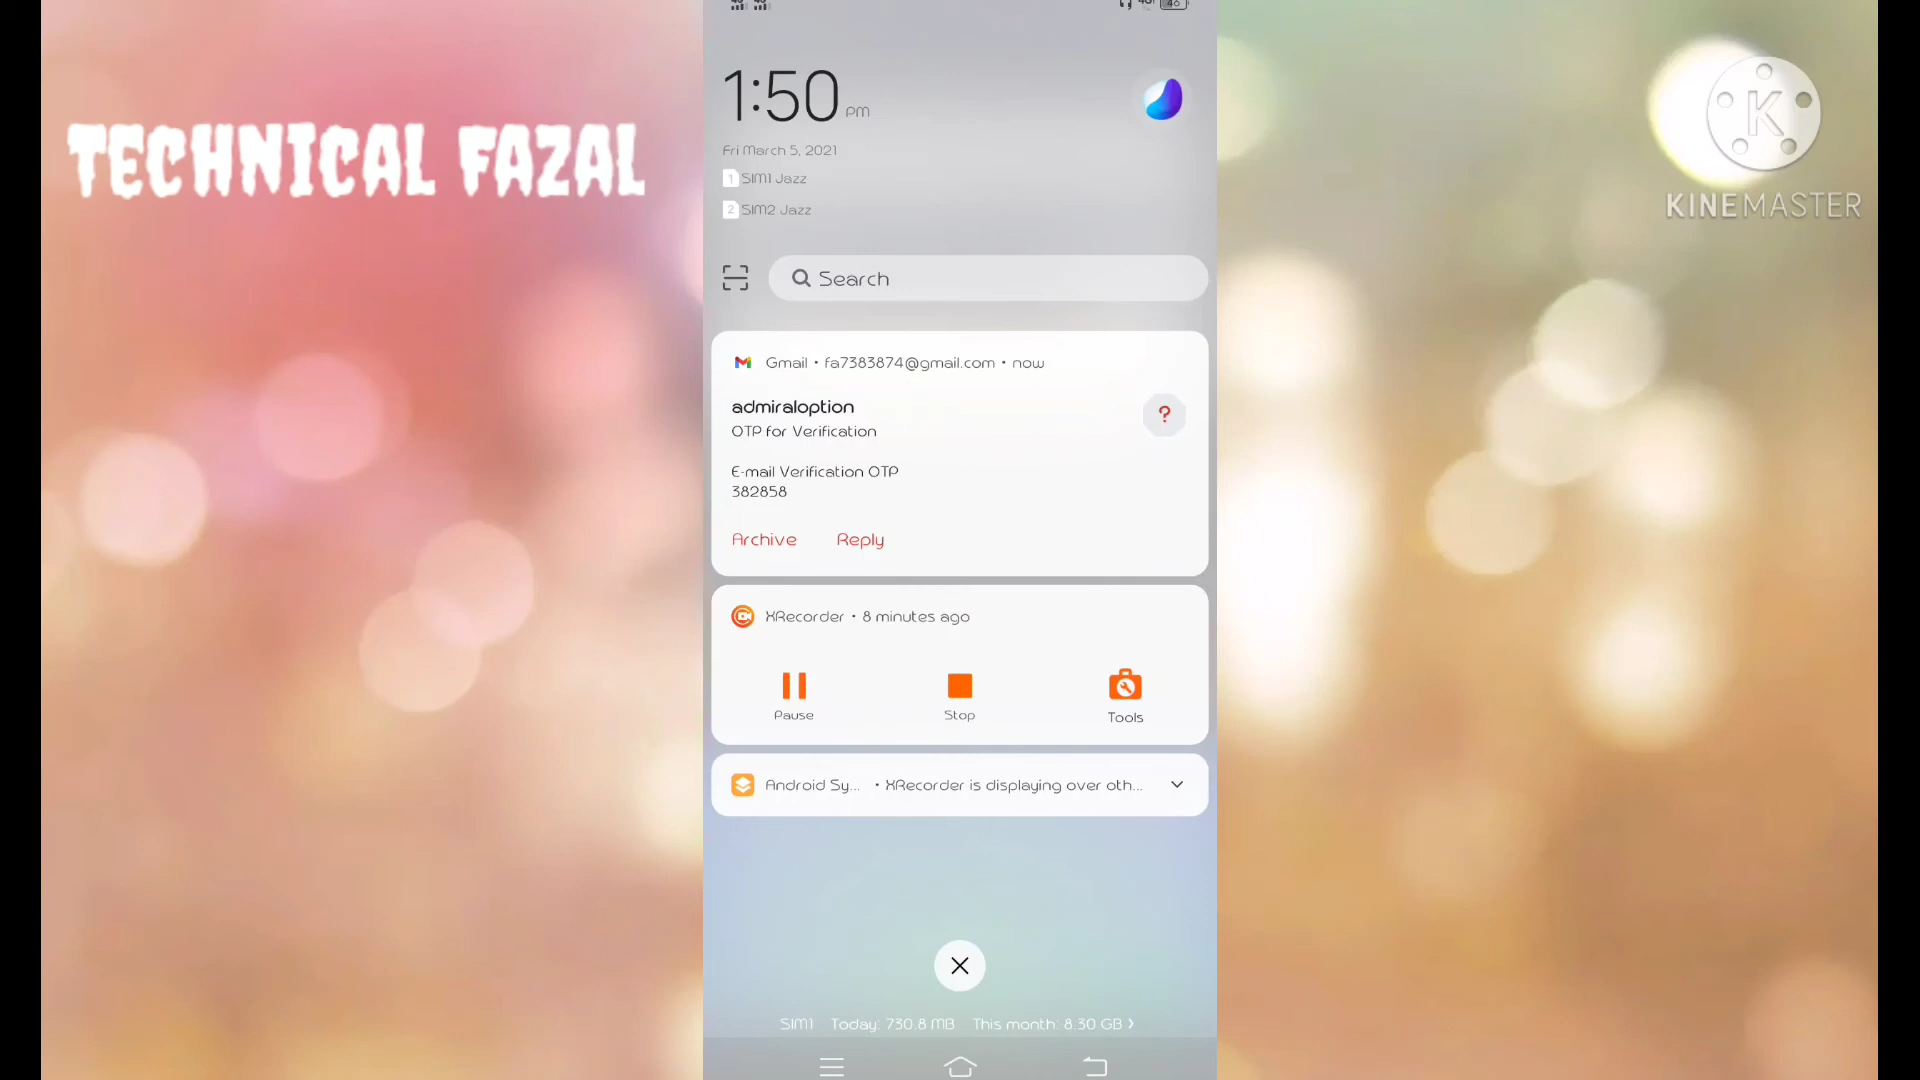 TECHNICAL FAZAL
K
KINEMASTER
46
1:50 PM
Fri March 5, 2021
1 SIM1 Jazz
2 SIM2 Jazz
Search
Gmail • fa7383874@gmail.com • now
admiraloption
?
OTP for Verification
E-mail Verification OTP
382858
Archive Reply
XRecorder • 8 minutes ago
Pause Stop Tools
Android Sy... • XRecorder is displaying over oth...
SIM1 Today: 730.8 MB This month: 8.30 GB